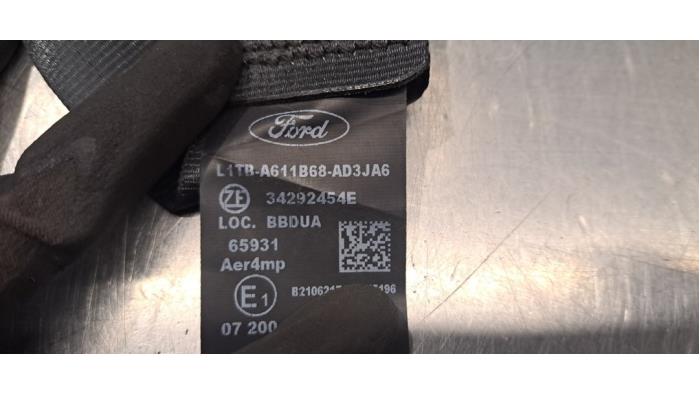 Ford
L1TB-A611B68-AD3JA6
ZF 34292454E
LOC. BBDUA
65931
Aer4mp
E1
07 200